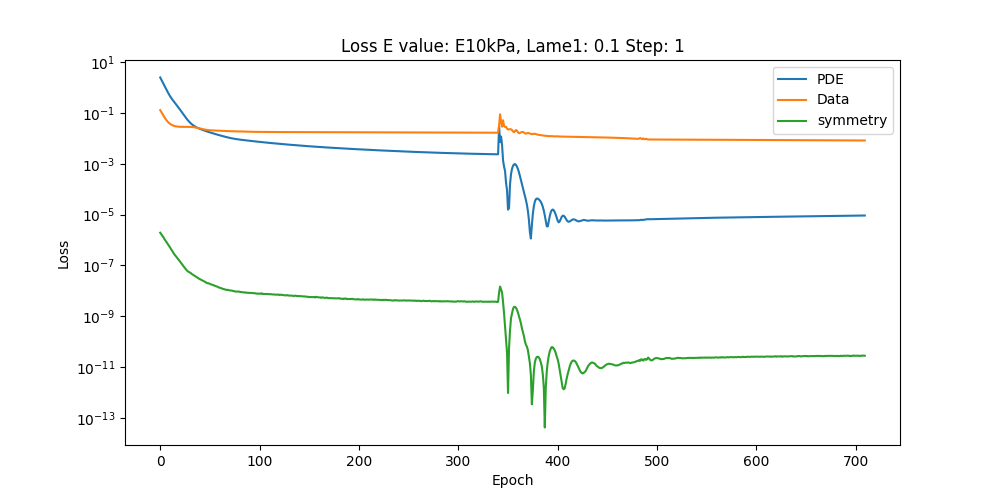 Loss E value: E10kPa, Lame1: 0.1 Step: 1
10¹
10⁻¹
10⁻³
10⁻⁵
10⁻⁷
10⁻⁹
10⁻¹¹
10⁻¹³
Loss
PDE
Data
symmetry
0 100 200 300 400 500 600 700
Epoch